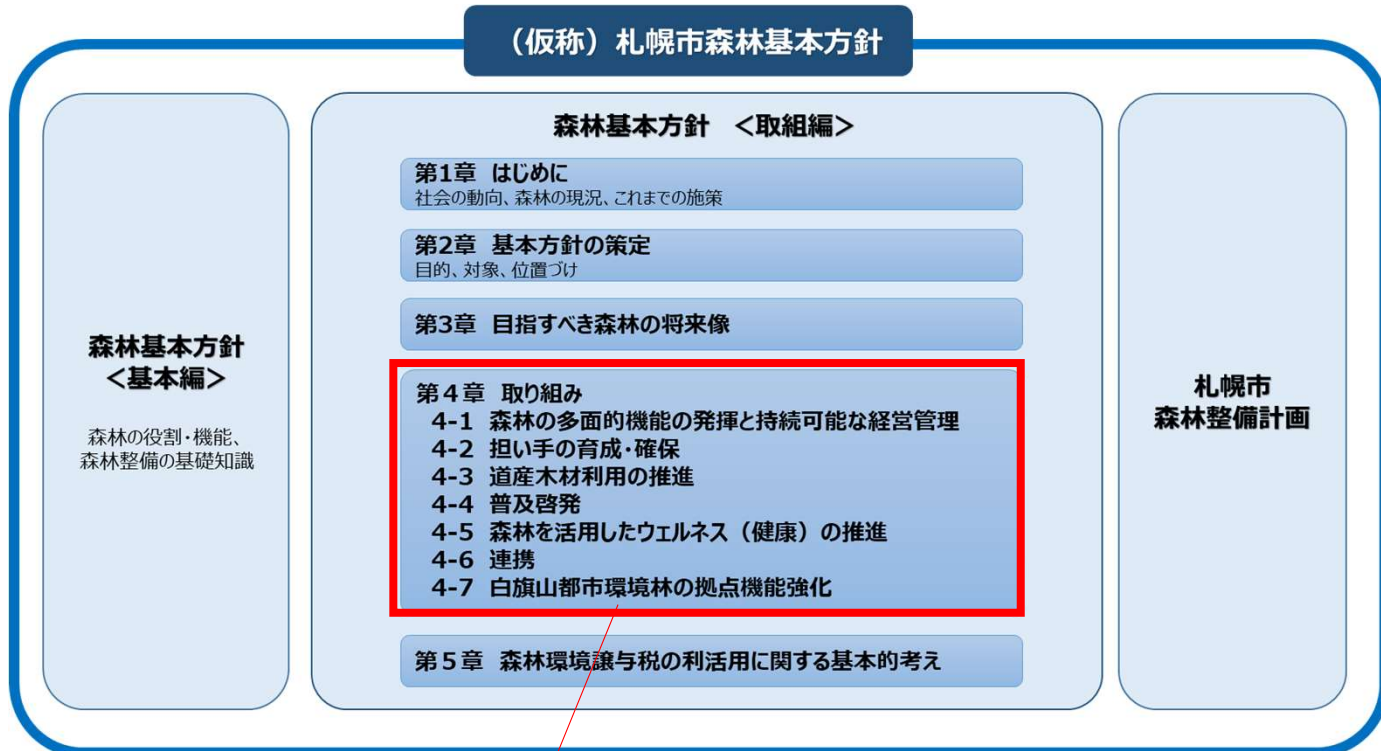 （仮称）札幌市森林基本方針
森林基本方針
＜基本編＞
森林の役割・機能、
森林整備の基礎知識
森林基本方針　＜取組編＞
第1章 はじめに
社会の動向、森林の現況、これまでの施策
第2章 基本方針の策定
目的、対象、位置づけ
第3章 目指すべき森林の将来像
第４章 取り組み
4-1 森林の多面的機能の発揮と持続可能な経営管理
4-2 担い手の育成・確保
4-3 道産木材利用の推進
4-4 普及啓発
4-5 森林を活用したウェルネス（健康）の推進
4-6 連携
4-7 白旗山都市環境林の拠点機能強化
第５章 森林環境譲与税の利活用に関する基本的考え
札幌市
森林整備計画